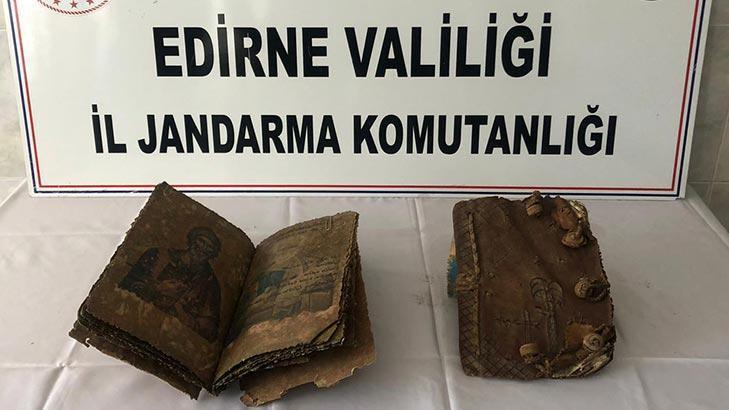 EDİRNE VALİLİĞİ
İL JANDARMA KOMUTANLIĞI